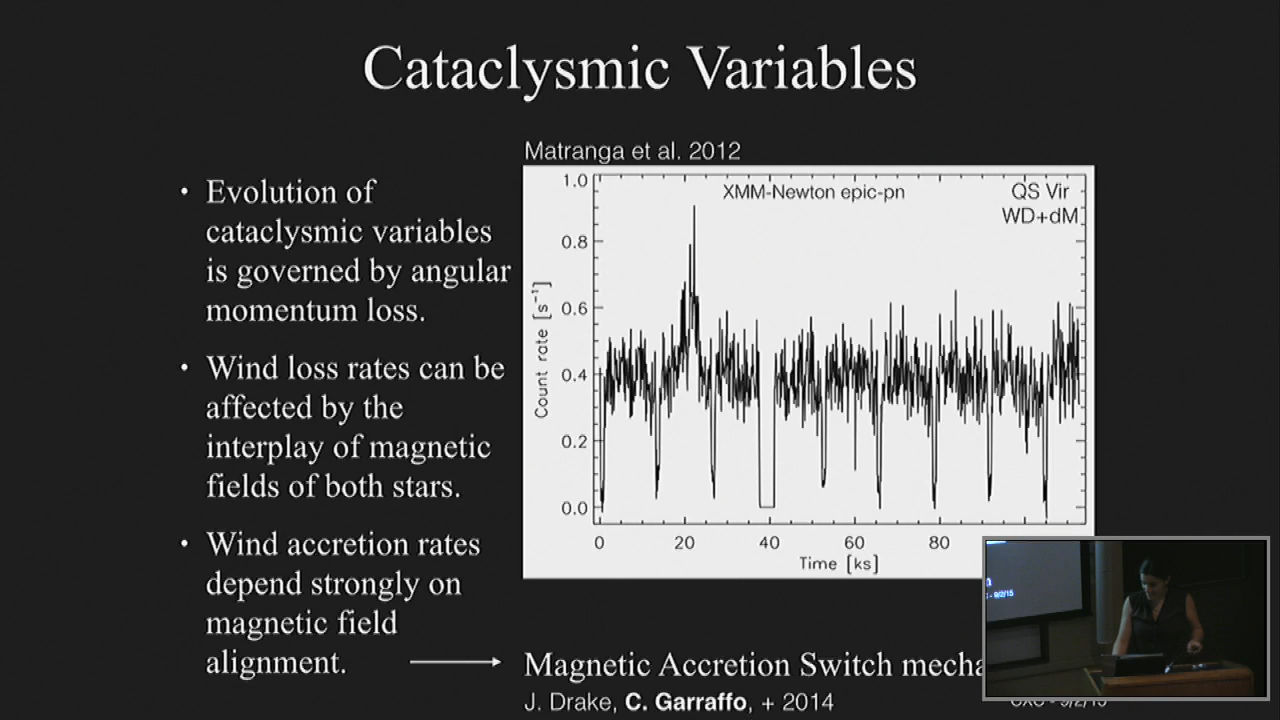 Cataclysmic Variables
Matranga et al. 2012
• Evolution of
cataclysmic variables
is governed by angular
momentum loss.
• Wind loss rates can be
affected by the
interplay of magnetic
fields of both stars.
• Wind accretion rates
depend strongly on
magnetic field
alignment.
XMM-Newton epic-pn
QS Vir
WD+dM
Count rate [s⁻¹]
1.0
0.8
0.6
0.4
0.2
0.0
0 20 40 60 80
Time [ks]
Magnetic Accretion Switch
J. Drake, C. Garraffo, + 2014
- 9/2/15